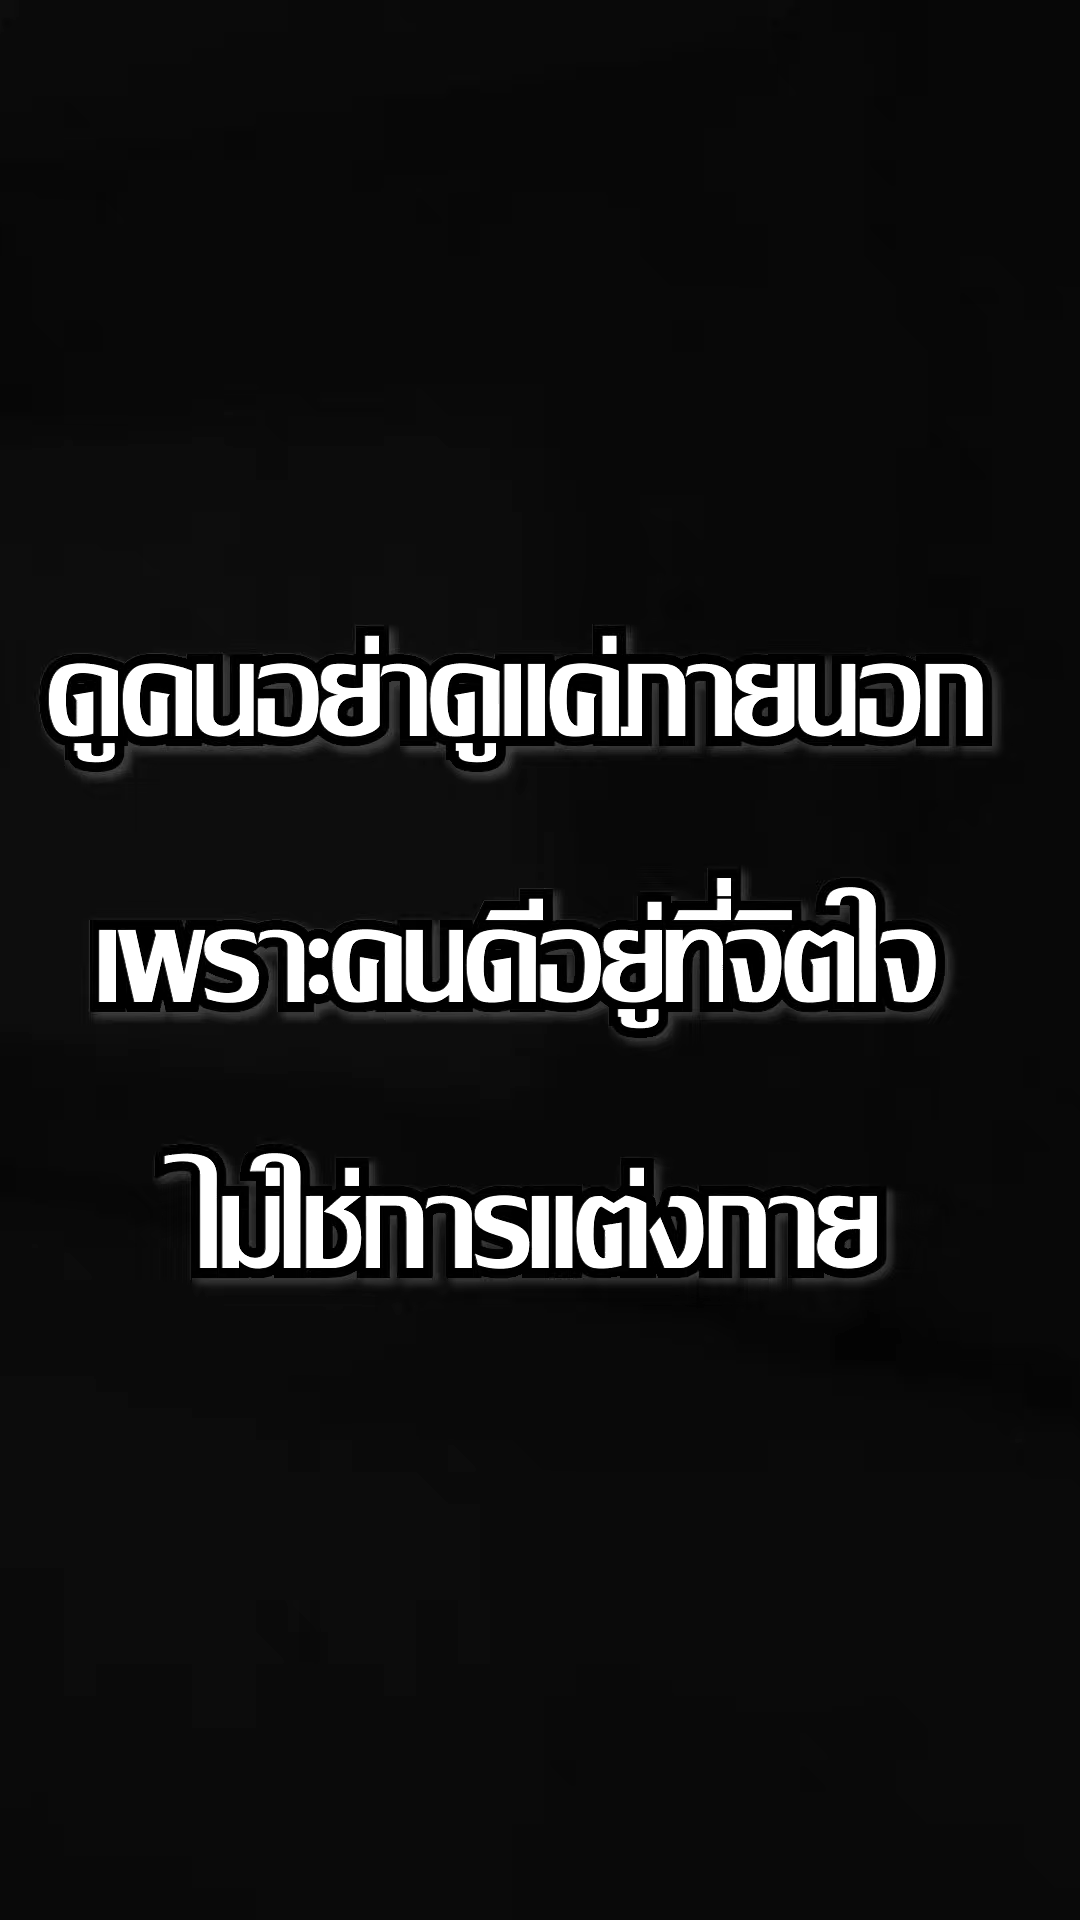 ดูคนอย่าดูแค่ภายนอก
เพราะคนดีอยู่ที่จิตใจ
ไม่ใช่การแต่งกาย